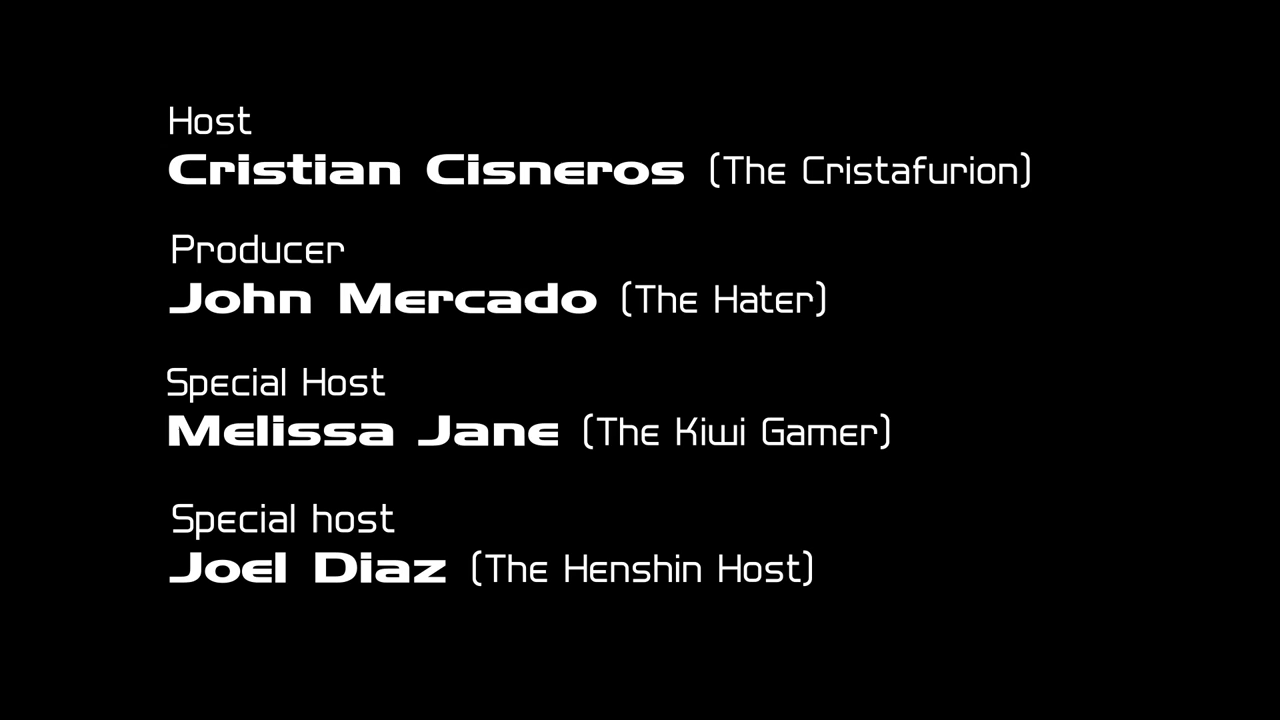 Host
Cristian Cisneros (The Cristafurion)
Producer
John Mercado (The Hater)
Special Host
Melissa Jane (The Kiwi Gamer)
Special host
Joel Diaz (The Henshin Host)